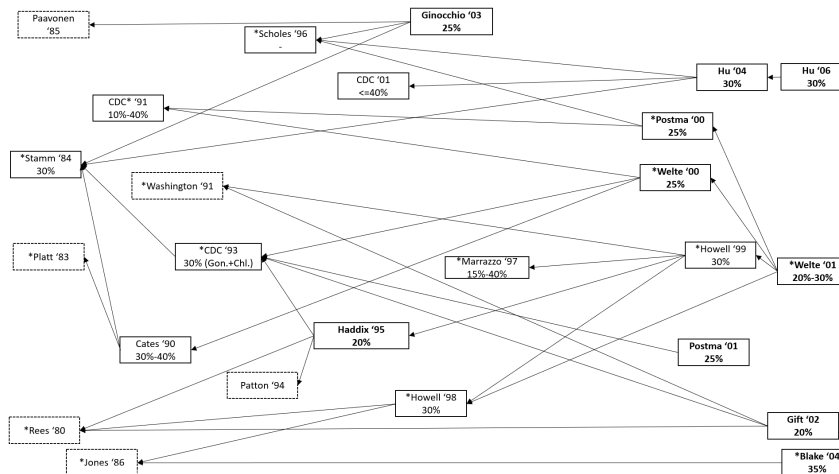 Paavonen
‘85
Ginocchio ‘03
25%
*Scholes ‘96
-
CDC ‘01
<=40%
Hu ‘04
30%
Hu ‘06
30%
CDC* ‘91
10%-40%
*Postma ‘00
25%
*Stamm ‘84
30%
*Washington ‘91
*Welte ‘00
25%
*Platt ‘83
*CDC ‘93
30% (Gon.+Chl.)
*Marrazzo ‘97
15%-40%
*Howell ‘99
30%
*Welte ‘01
20%-30%
Cates ‘90
30%-40%
Haddix ‘95
20%
Postma ‘01
25%
Patton ‘94
*Howell ‘98
30%
*Rees ‘80
Gift ‘02
20%
*Jones ‘86
*Blake ‘04
35%